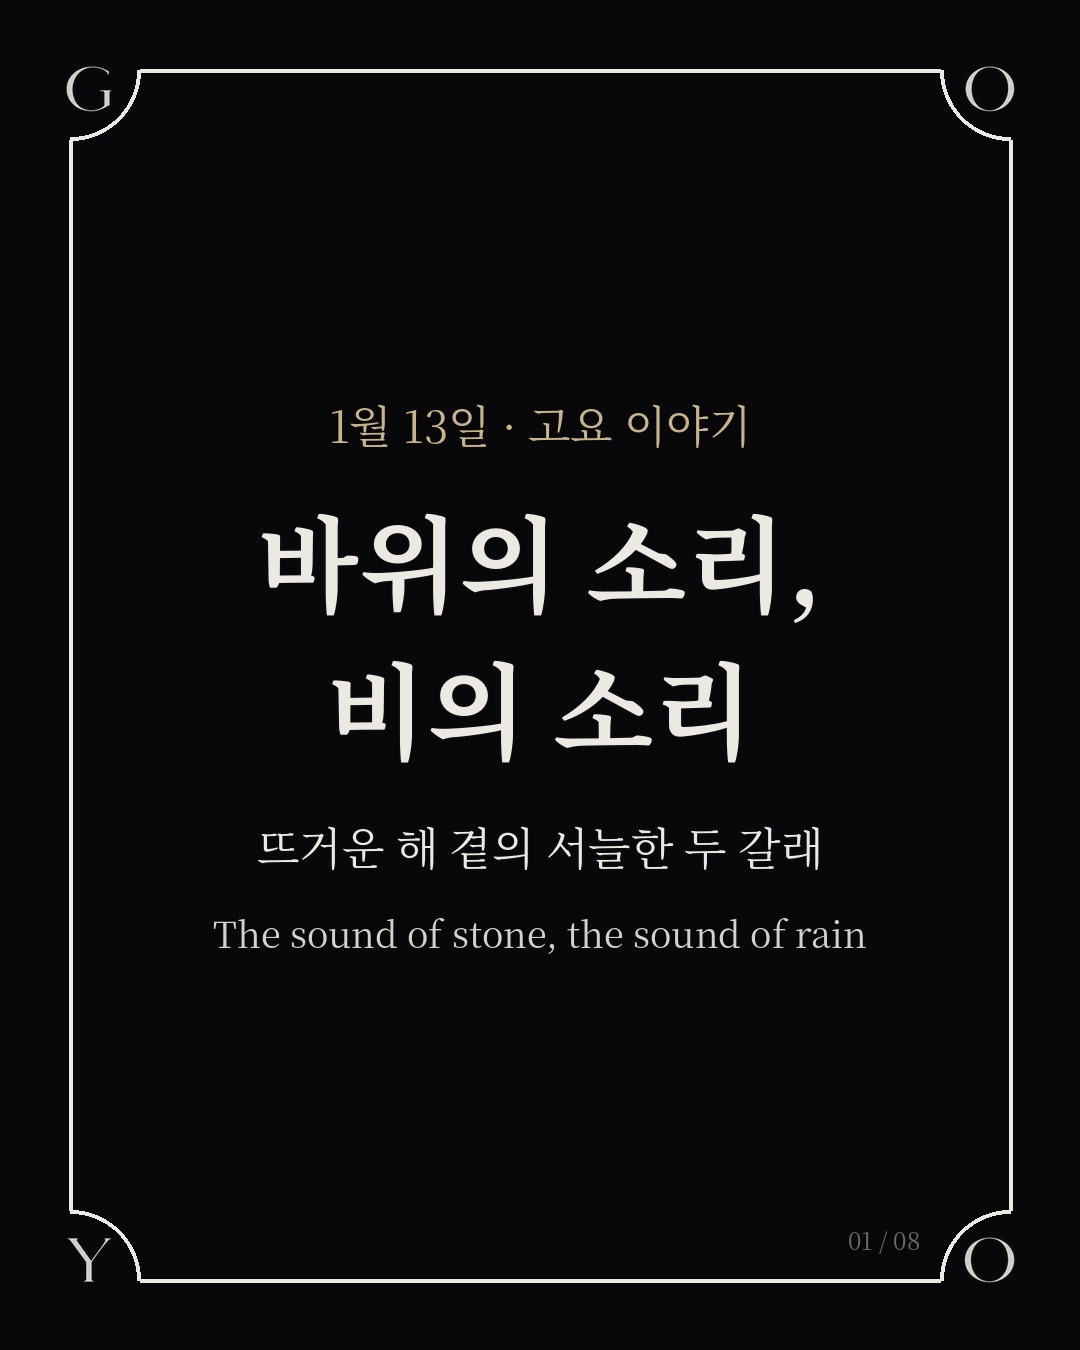 G O
1월 13일 · 고요 이야기
바위의 소리,
비의 소리
뜨거운 해 곁의 서늘한 두 갈래
The sound of stone, the sound of rain
01 / 08
Y O